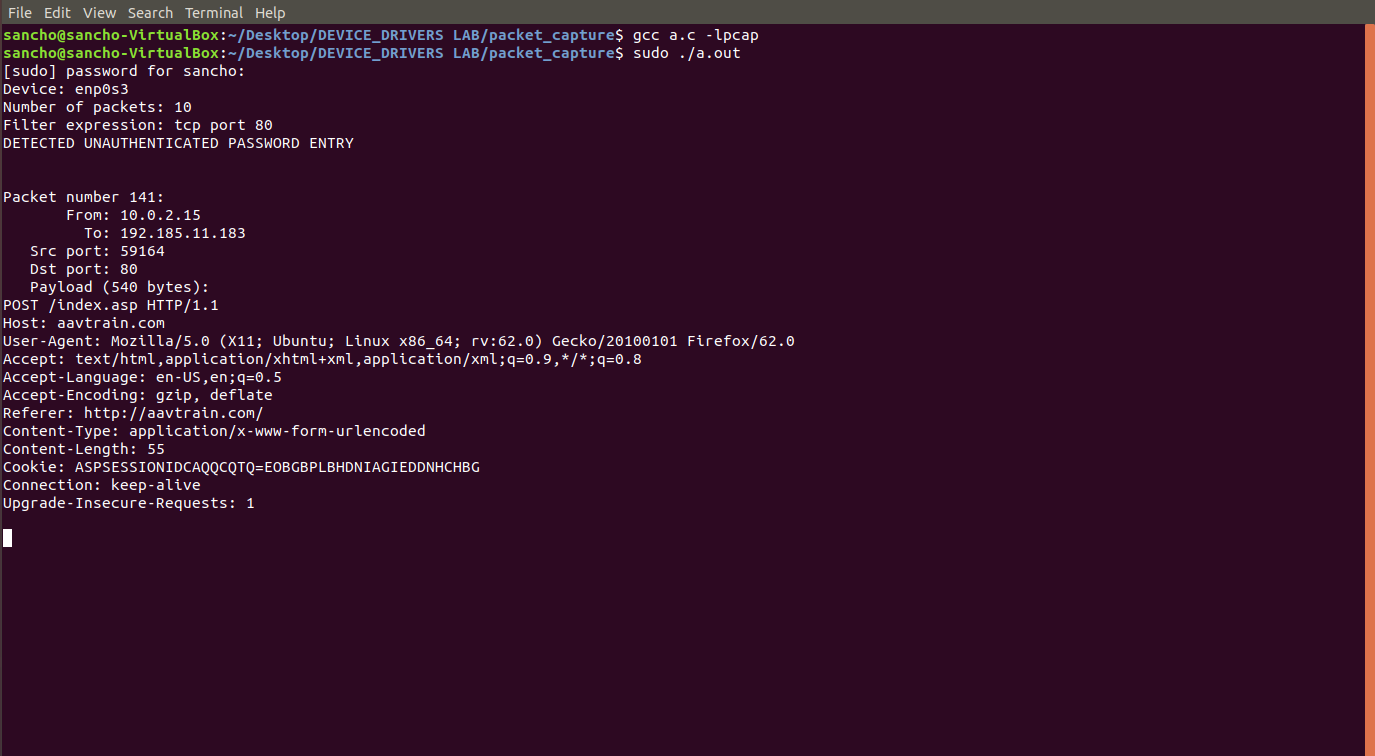 File Edit View Search Terminal Help
sancho@sancho-VirtualBox:~/Desktop/DEVICE_DRIVERS LAB/packet_capture$ gcc a.c -lpcap
sancho@sancho-VirtualBox:~/Desktop/DEVICE_DRIVERS LAB/packet_capture$ sudo ./a.out
[sudo] password for sancho:
Device: enp0s3
Number of packets: 10
Filter expression: tcp port 80
DETECTED UNAUTHENTICATED PASSWORD ENTRY
Packet number 141:
From: 10.0.2.15
To: 192.185.11.183
Src port: 59164
Dst port: 80
Payload (540 bytes):
POST /index.asp HTTP/1.1
Host: aavtrain.com
User-Agent: Mozilla/5.0 (X11; Ubuntu; Linux x86_64; rv:62.0) Gecko/20100101 Firefox/62.0
Accept: text/html,application/xhtml+xml,application/xml;q=0.9,*/*;q=0.8
Accept-Language: en-US,en;q=0.5
Accept-Encoding: gzip, deflate
Referer: http://aavtrain.com/
Content-Type: application/x-www-form-urlencoded
Content-Length: 55
Cookie: ASPSESSIONIDCAQQCQTQ=EOBGBPLBHDNIAGIEDDNHCHBG
Connection: keep-alive
Upgrade-Insecure-Requests: 1